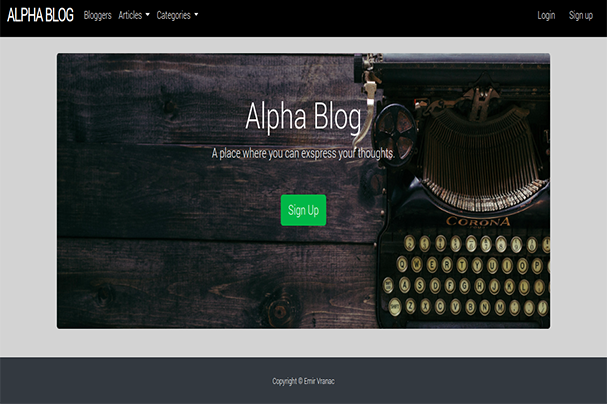 ALPHA BLOG Bloggers Articles Categories Login Sign up
Alpha Blog
A place where you can exspress your thoughts.
Sign Up
CORONA
Q W E R T U I O P
A S D F G H J K L
Z X C V B N M
Copyright © Emir Vranac